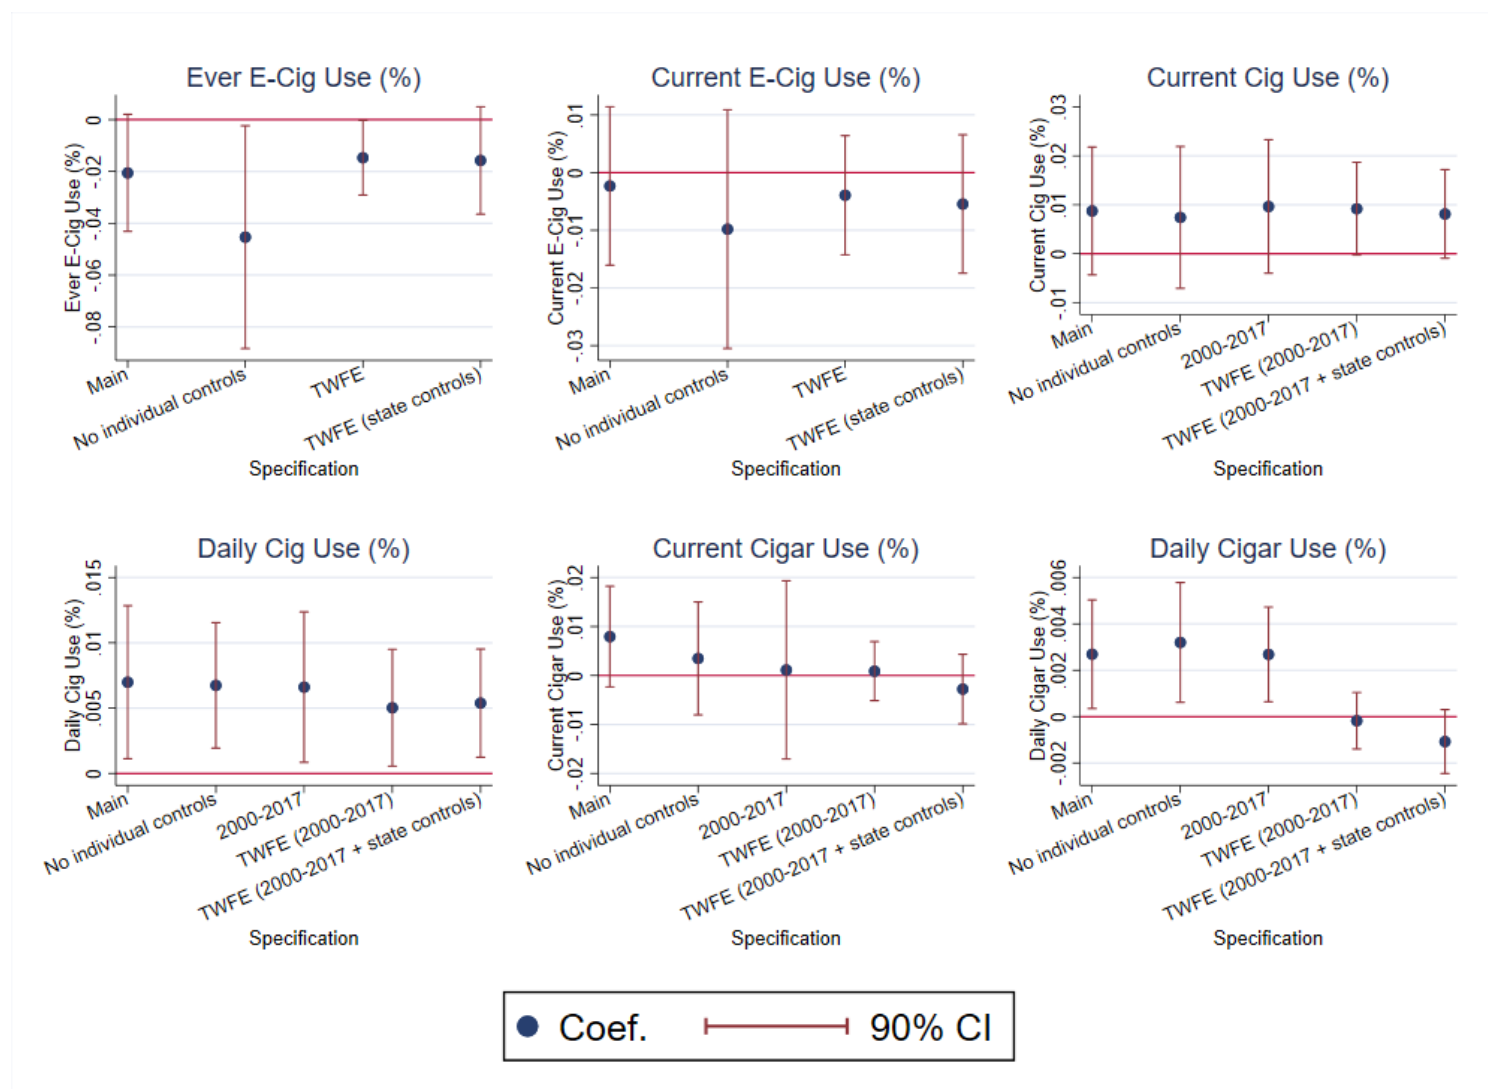 Ever E-Cig Use (%)
Ever E-Cig Use (%)
0
-.02
-.04
-.06
-.08
Main
No individual controls
TWFE
TWFE (state controls)
Specification
Current E-Cig Use (%)
Current E-Cig Use (%)
.01
0
-.01
-.02
-.03
Main
No individual controls
TWFE
TWFE (state controls)
Specification
Current Cig Use (%)
Current Cig Use (%)
.03
.02
.01
0
-.01
Main
No individual controls
2000-2017
TWFE (2000-2017)
TWFE (2000-2017 + state controls)
Specification
Daily Cig Use (%)
Daily Cig Use (%)
.015
.01
.005
0
Main
No individual controls
2000-2017
TWFE (2000-2017)
TWFE (2000-2017 + state controls)
Specification
Current Cigar Use (%)
Current Cigar Use (%)
.02
.01
0
-.01
-.02
Main
No individual controls
2000-2017
TWFE (2000-2017)
TWFE (2000-2017 + state controls)
Specification
Daily Cigar Use (%)
Daily Cigar Use (%)
.006
.004
.002
0
-.002
Main
No individual controls
2000-2017
TWFE (2000-2017)
TWFE (2000-2017 + state controls)
Specification
Coef.
90% CI